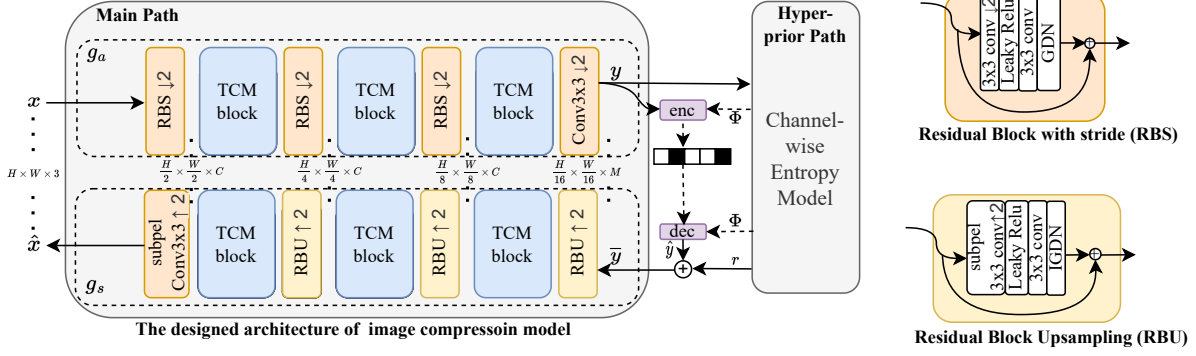 Main Path
g_a
x
RBS↓2
TCM
block
RBS↓2
TCM
block
RBS↓2
TCM
block
Conv3x3↓2
y
enc
Φ
H × W × 3
H/2 × W/2 × C
H/4 × W/4 × C
H/8 × W/8 × C
H/16 × W/16 × M
x̂
subpel
Conv3x3↑2
TCM
block
RBU↑2
TCM
block
RBU↑2
TCM
block
RBU↑2
y̅
dec
Φ
ŷ
+
r
g_s
Hyper-
prior Path
Channel-
wise
Entropy
Model
The designed architecture of image compressoin model
3x3 conv↓2
Leaky Relu
3x3 conv
GDN
+
Residual Block with stride (RBS)
subpel
3x3 conv↑2
Leaky Relu
3x3 conv
IGDN
+
Residual Block Upsampling (RBU)